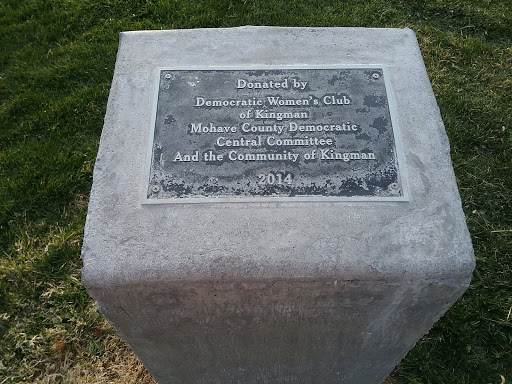 Donated by
Democratic Women's Club
of Kingman
Mohave County Democratic
Central Committee
And the Community of Kingman
2014